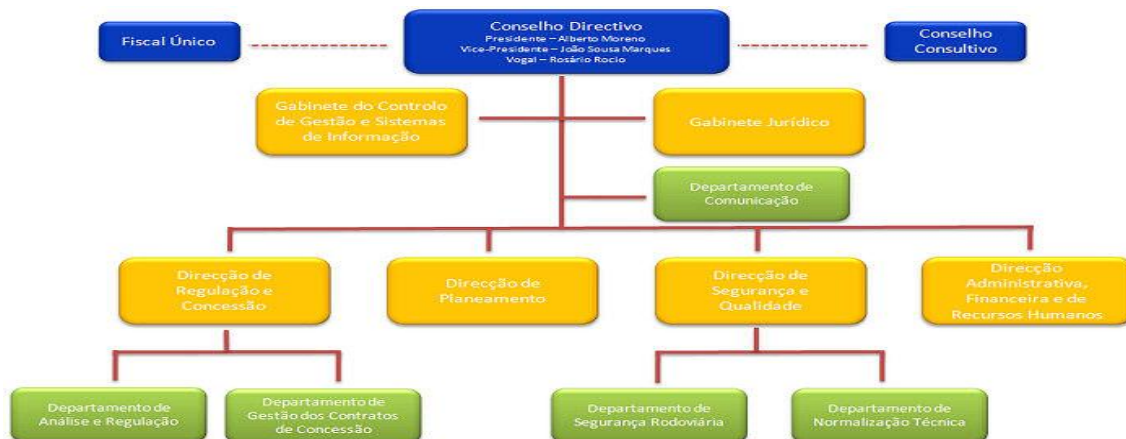 Conselho Directivo
Presidente – Alberto Moreno
Vice-Presidente – João Sousa Marques
Vogal – Rosário Rocio
Fiscal Único
Conselho
Consultivo
Gabinete do Controlo
de Gestão e Sistemas
de Informação
Gabinete Jurídico
Departamento de
Comunicação
Direcção de
Regulação e
Concessão
Direcção de
Planeamento
Direcção de
Segurança e
Qualidade
Direcção
Administrativa,
Financeira e de
Recursos Humanos
Departamento de
Análise e Regulação
Departamento de
Gestão dos Contratos
de Concessão
Departamento de
Segurança Rodoviária
Departamento de
Normalização Técnica